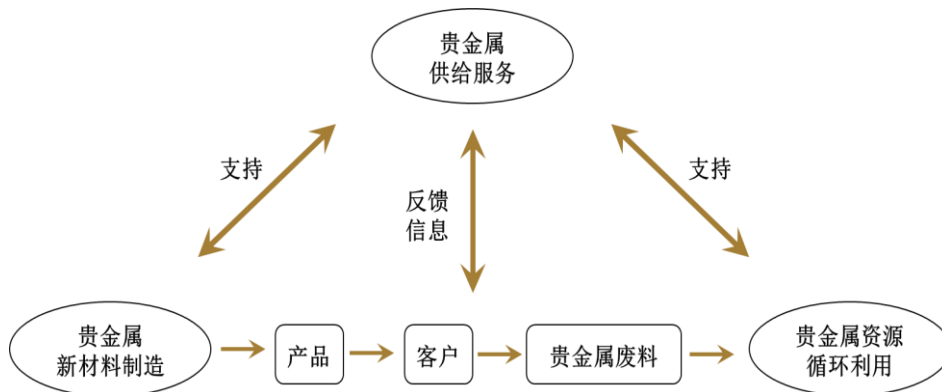 贵金属
供给服务
支持
支持
反馈
信息
贵金属
新材料制造
产品
客户
贵金属废料
贵金属资源
循环利用